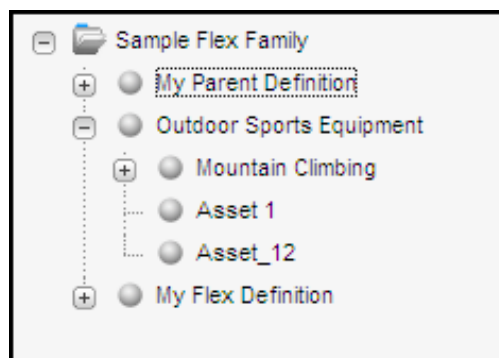 Sample Flex Family
My Parent Definition
Outdoor Sports Equipment
Mountain Climbing
Asset 1
Asset_12
My Flex Definition